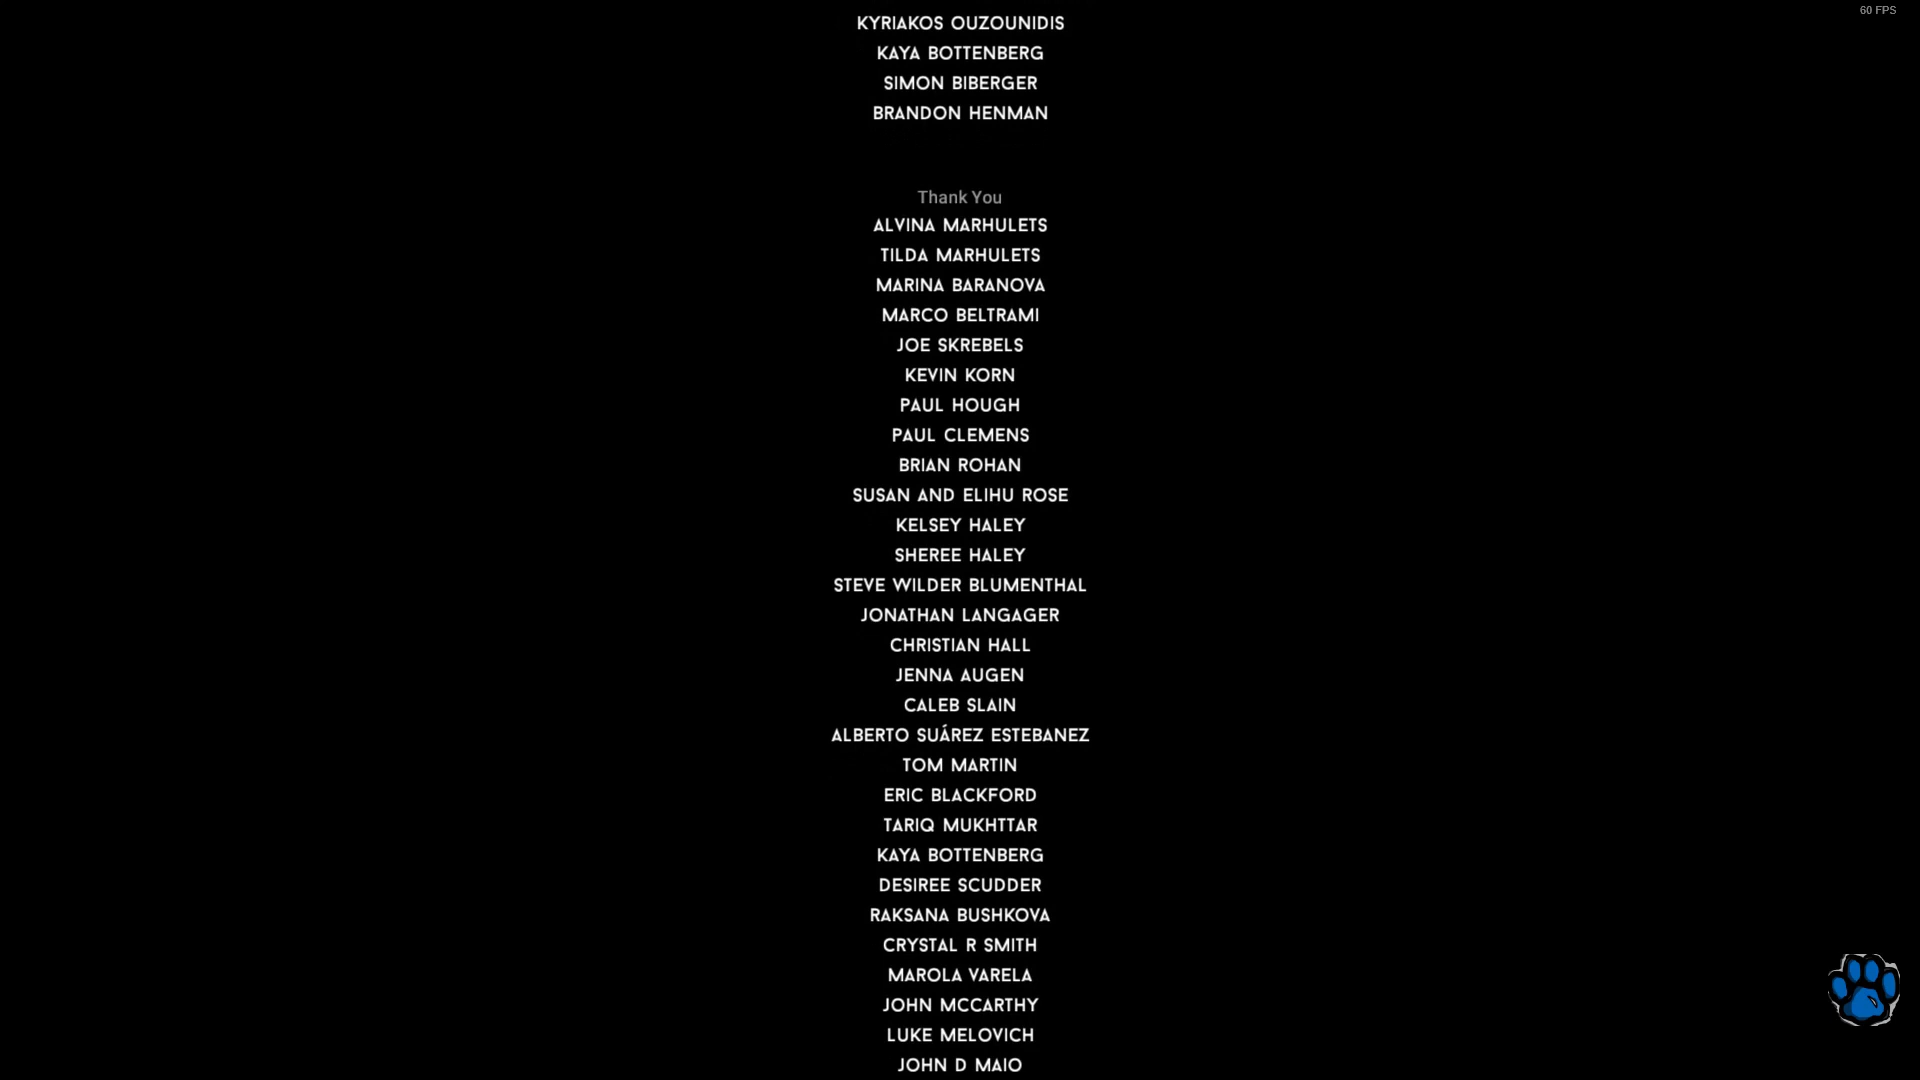 60 FPS
KYRIAKOS OUZOUNIDIS
KAYA BOTTENBERG
SIMON BIBERGER
BRANDON HENMAN
Thank You
ALVINA MARHULETS
TILDA MARHULETS
MARINA BARANOVA
MARCO BELTRAMI
JOE SKREBELS
KEVIN KORN
PAUL HOUGH
PAUL CLEMENS
BRIAN ROHAN
SUSAN AND ELIHU ROSE
KELSEY HALEY
SHEREE HALEY
STEVE WILDER BLUMENTHAL
JONATHAN LANGAGER
CHRISTIAN HALL
JENNA AUGEN
CALEB SLAIN
ALBERTO SUÁREZ ESTEBANEZ
TOM MARTIN
ERIC BLACKFORD
TARIQ MUKHTTAR
KAYA BOTTENBERG
DESIREE SCUDDER
RAKSANA BUSHKOVA
CRYSTAL R SMITH
MAROLA VARELA
JOHN MCCARTHY
LUKE MELOVICH
JOHN D MAIO